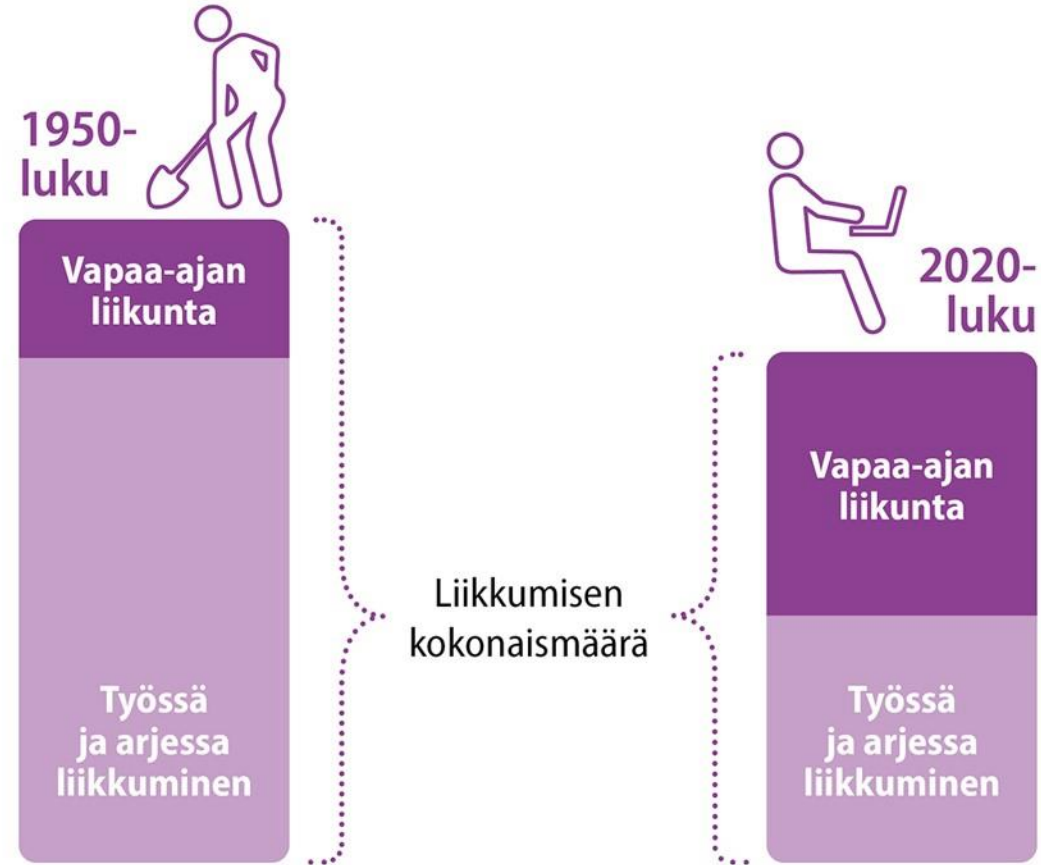 1950-
luku
Vapaa-ajan
liikunta
Työssä
ja arjessa
liikkuminen
Liikkumisen
kokonaismäärä
2020-
luku
Vapaa-ajan
liikunta
Työssä
ja arjessa
liikkuminen